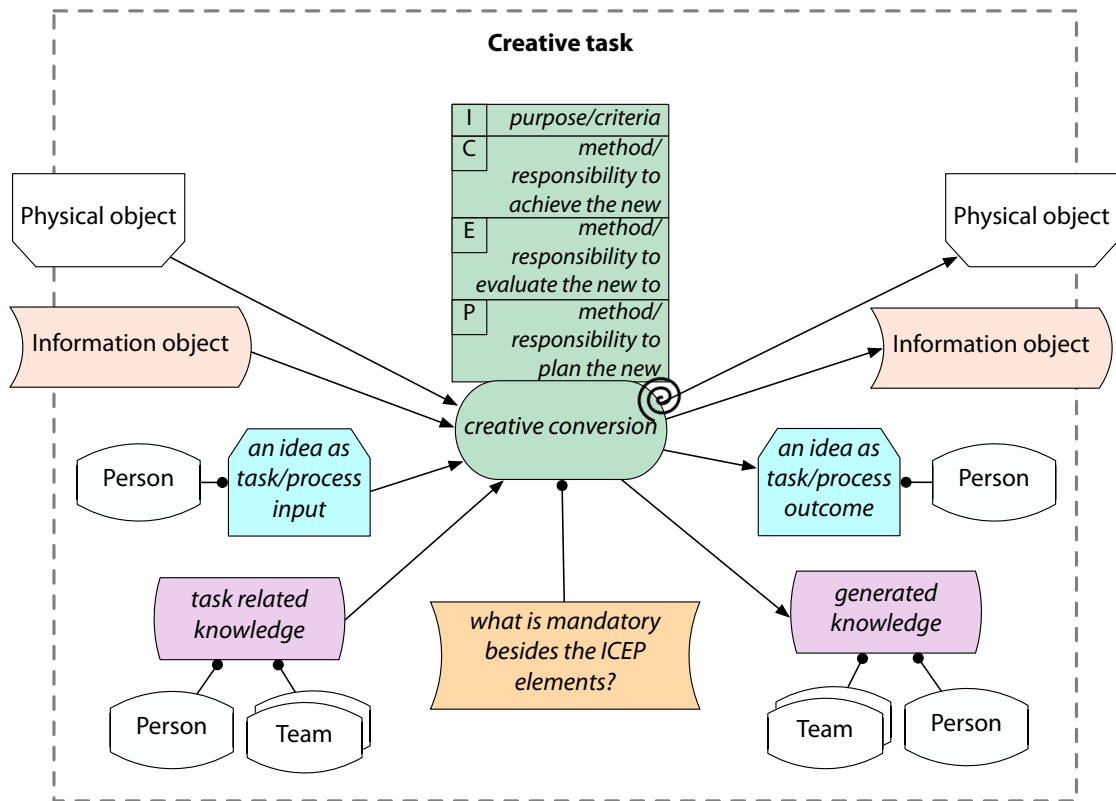 Creative task
I
purpose/criteria
C
method/
responsibility to
achieve the new
E
method/
responsibility to
evaluate the new to
P
method/
responsibility to
plan the new
creative conversion
Physical object
Information object
Person
an idea as
task/process
input
task related
knowledge
Person
Team
what is mandatory
besides the ICEP
elements?
Physical object
Information object
an idea as
task/process
outcome
Person
generated
knowledge
Team
Person